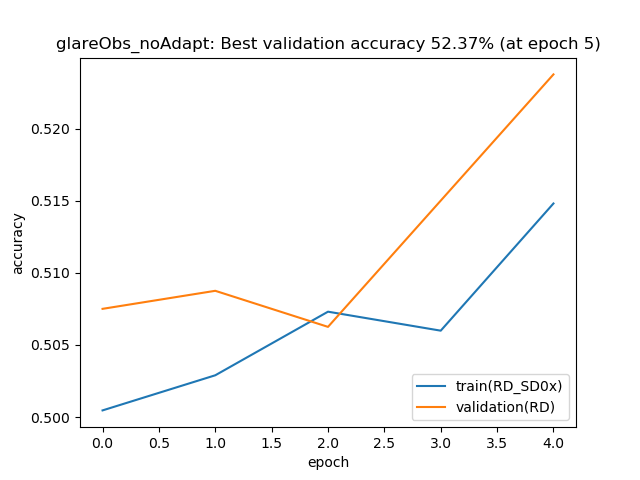 glareObs_noAdapt: Best validation accuracy 52.37% (at epoch 5)
0.520
0.515
0.510
0.505
0.500
accuracy
train(RD_SD0x)
validation(RD)
0.0 0.5 1.0 1.5 2.0 2.5 3.0 3.5 4.0
epoch